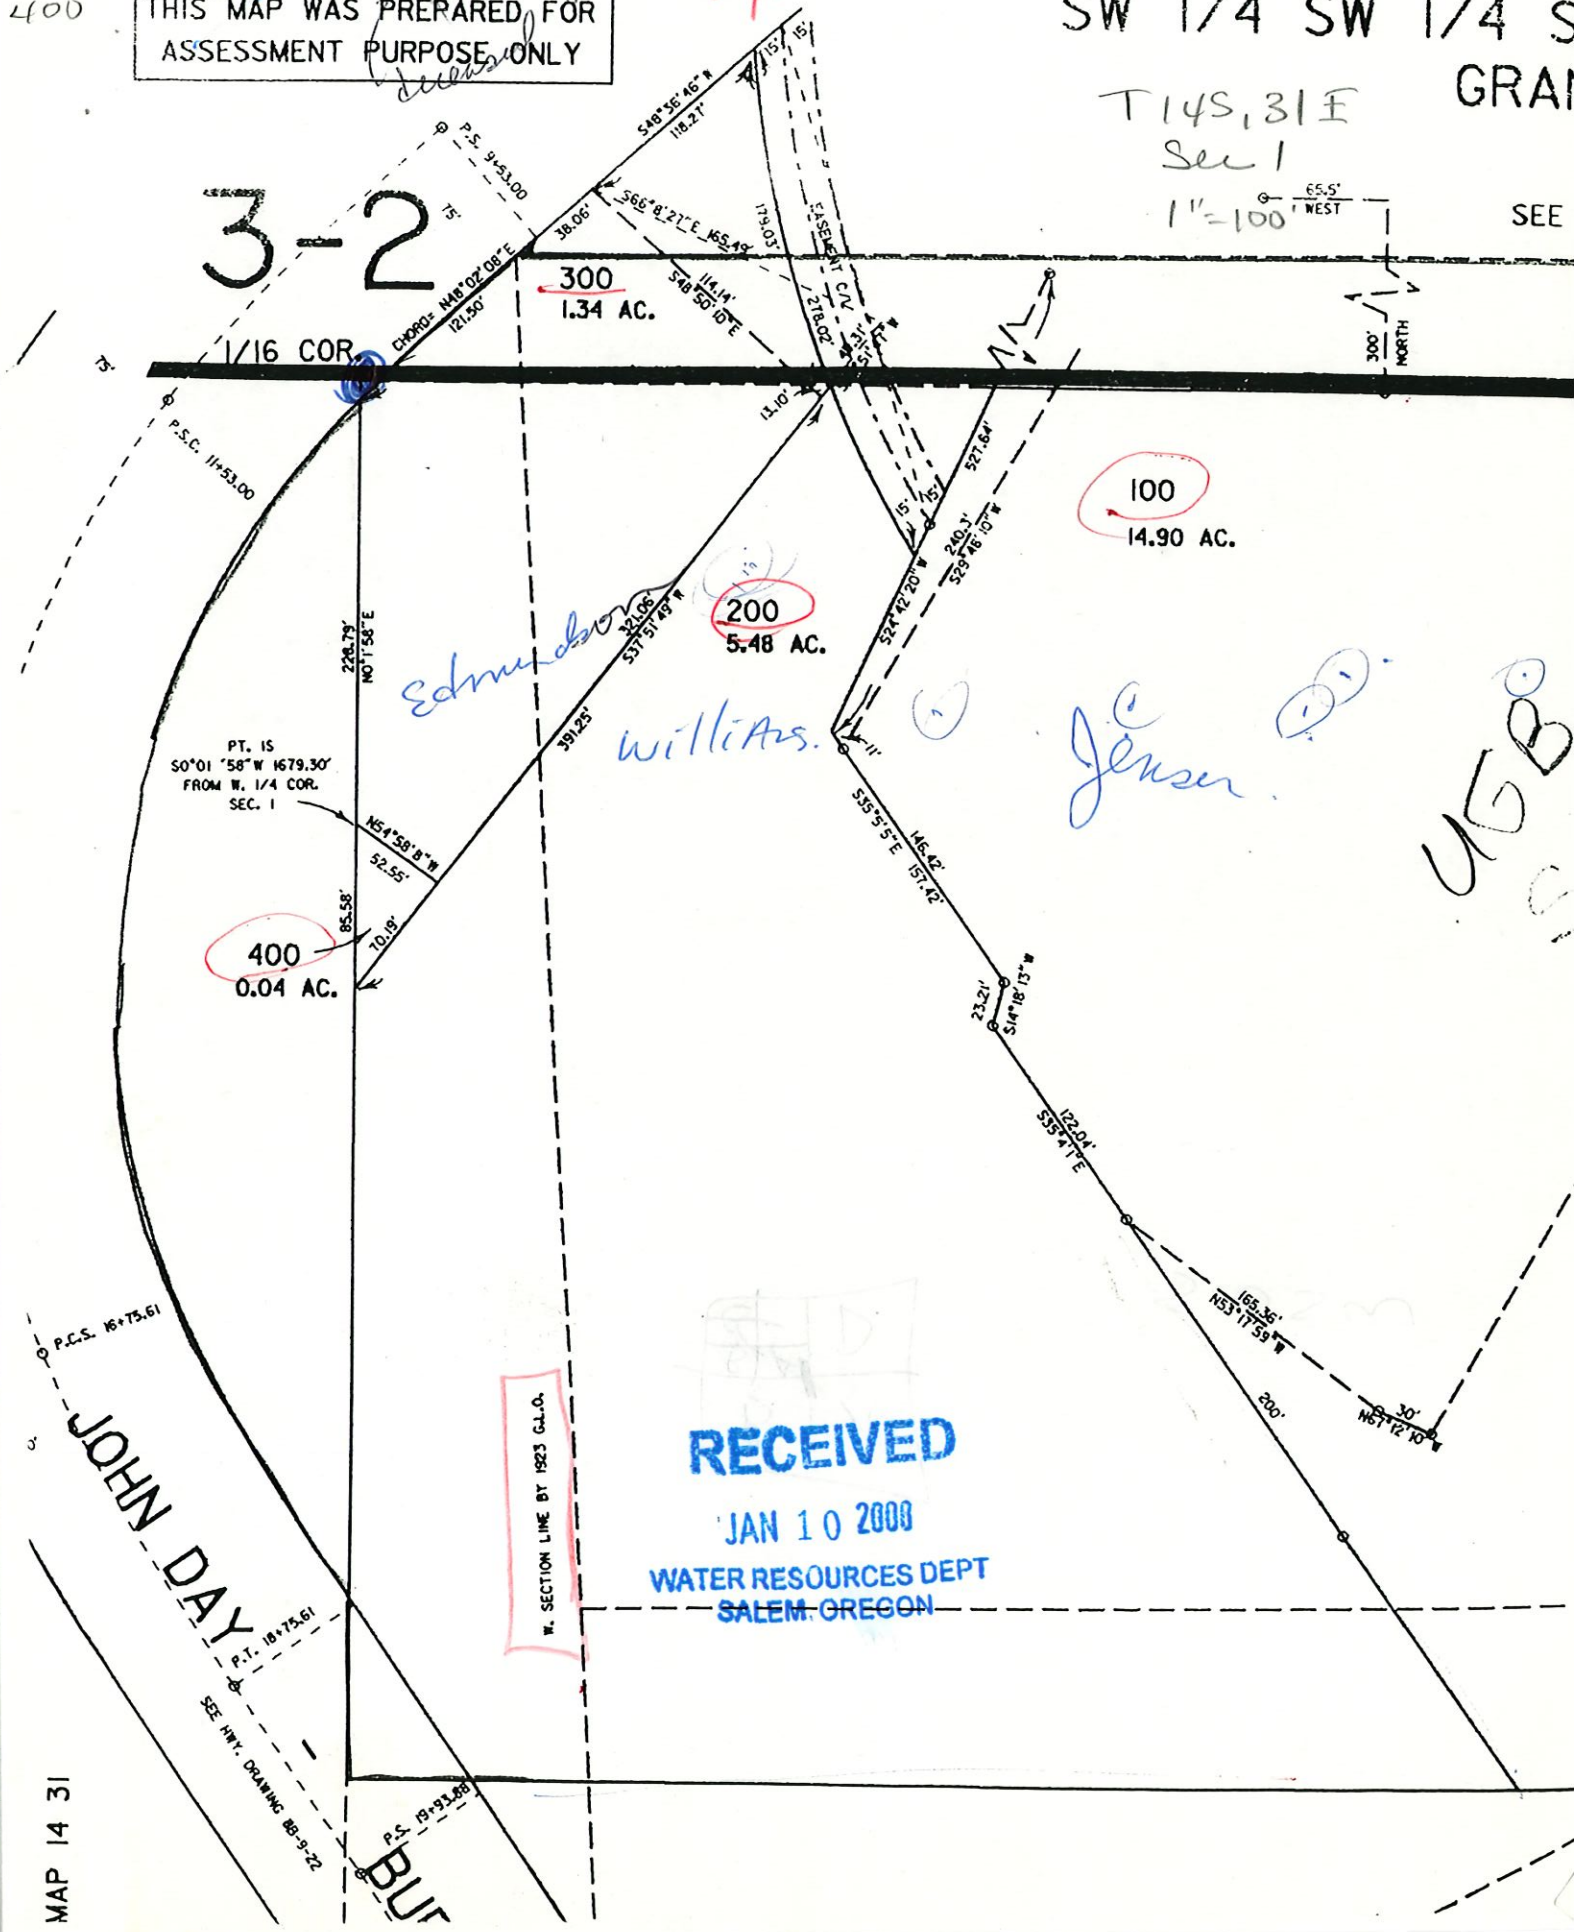 400
THIS MAP WAS PREPARED FOR
ASSESSMENT PURPOSE ONLY
SW 1/4 SW 1/4 S
GRAN
T14S, 31E
Sec 1
1"=100'
65.5'
WEST
SEE
300'
NORTH
3-2
P.S. 9+53.00
75'
S48°36'46"W
118.27'
15'
15'
38.06'
S66°8'27"E 165.49'
179.03'
EASEMENT C/L
278.02'
114.14'
S48°50'10"E
CHORD= N48°02'08"E
121.50'
300
1.34 AC.
1/16 COR.
75'
P.S.C. 11+53.00
13.10'
527.64'
15'
15'
240.3'
S29°46'10"W
S24°42'20"W
100
14.90 AC.
200
5.48 AC.
Edmundson
321.06'
S37°51'49"W
228.79'
N0°1'58"E
391.25'
Williams.
Jensen.
UGB
11'
PT. IS
S0°01'58"W 1679.30'
FROM W. 1/4 COR.
SEC. 1
N54°58'8"W
52.55'
85.58'
70.19'
400
0.04 AC.
S35°5'5"E
146.42'
157.42'
23.21'
S14°18'13"W
122.04'
S35°4'1"E
165.36'
N53°17'59"W
30'
N67°12'10"W
200'
P.C.S. 16+75.61
W. SECTION LINE BY 1923 G.L.O.
RECEIVED
JAN 10 2000
WATER RESOURCES DEPT
SALEM, OREGON
JOHN DAY -
P.T. 18+75.61
SEE HWY. DRAWING 8B-9-22
P.S. 19+93.88
BUR
MAP 14 31